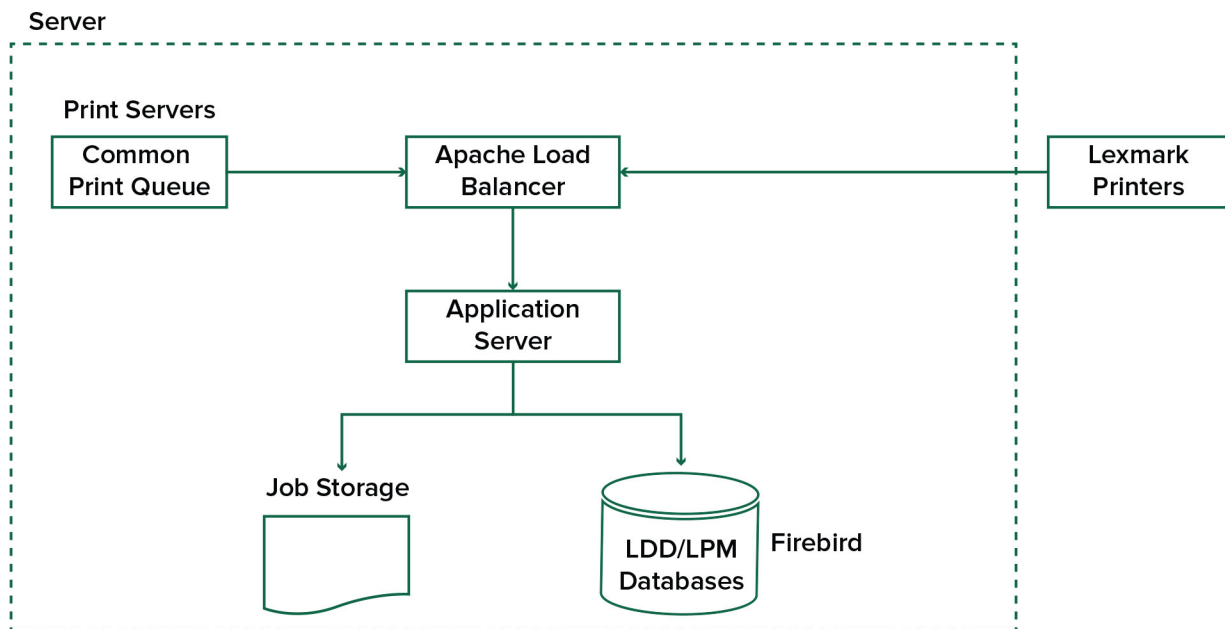 Server
Print Servers
Common
Print Queue
Apache Load
Balancer
Lexmark
Printers
Application
Server
Job Storage
LDD/LPM
Databases
Firebird